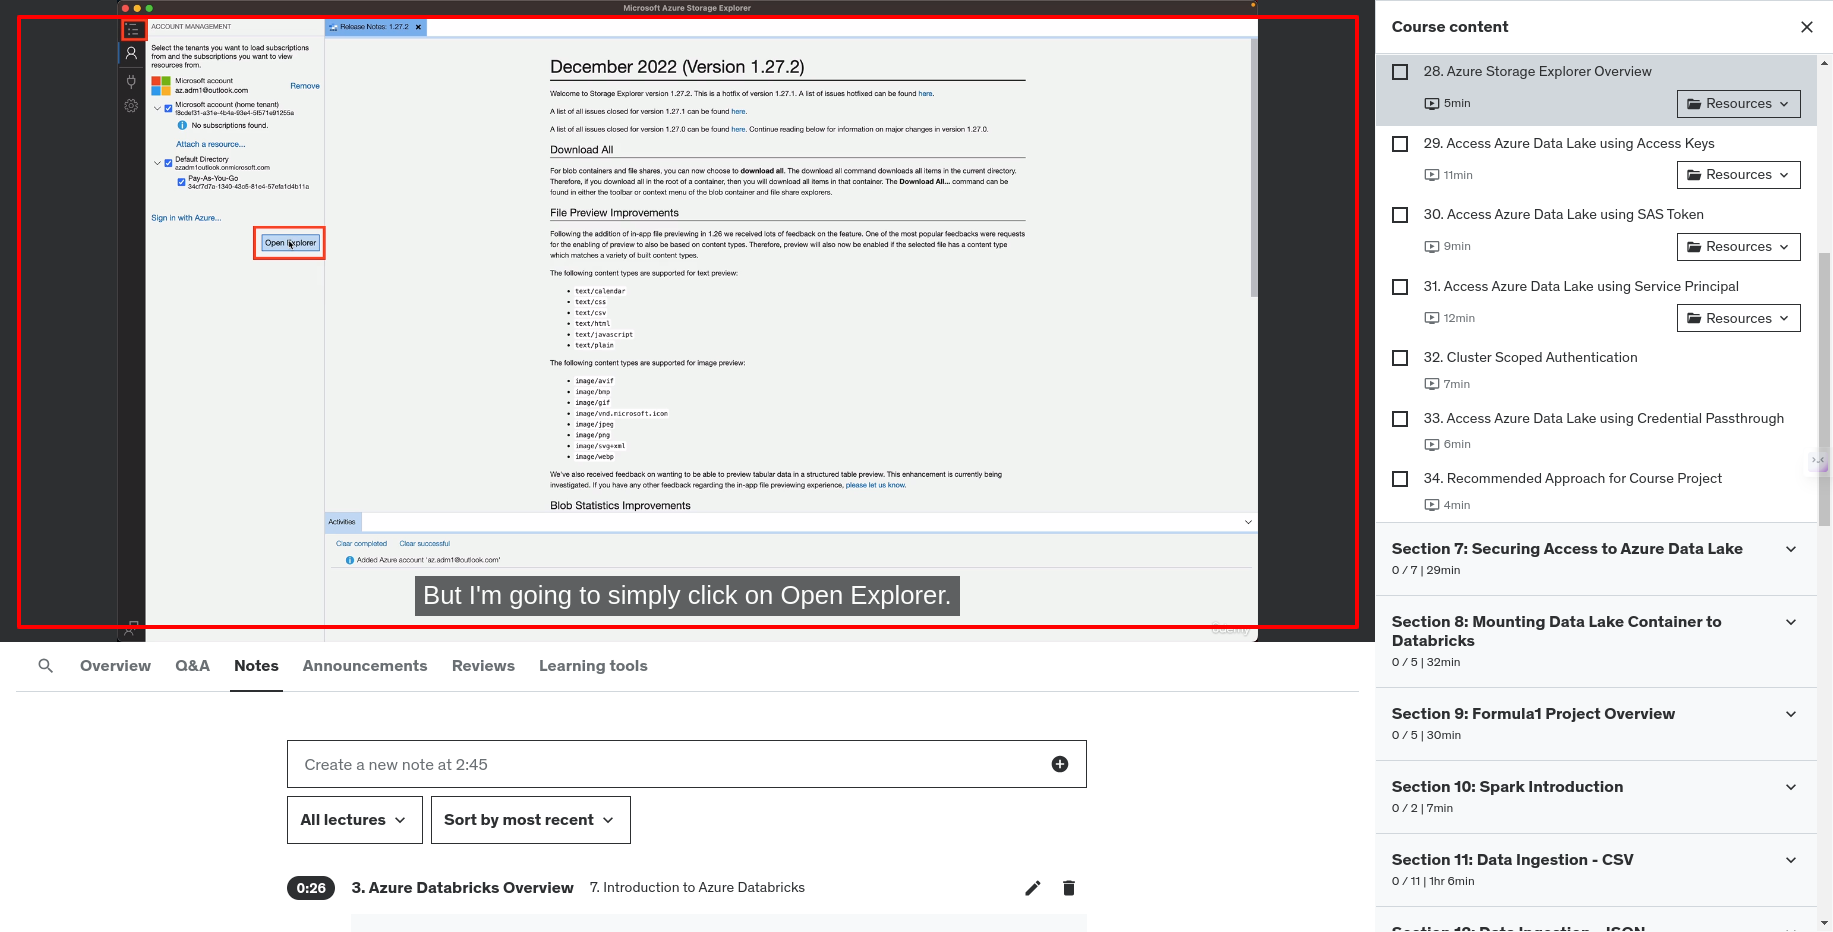 Microsoft Azure Storage Explorer
ACCOUNT MANAGEMENT
Select the tenants you want to load subscriptions
from and the subscriptions you want to view
resources from.
Microsoft account
az.adm1@outlook.com
Remove
Microsoft account (home tenant)
No subscriptions found.
Attach a resource...
Default Directory
azadm1outlook.onmicrosoft.com
Pay-As-You-Go
Sign in with Azure...
Open Explorer
Release Notes: 1.27.2
December 2022 (Version 1.27.2)
Welcome to Storage Explorer version 1.27.2. This is a hotfix of version 1.27.1. A list of issues hotfixed can be found here.
A list of all issues closed for version 1.27.1 can be found here.
A list of all issues closed for version 1.27.0 can be found here. Continue reading below for information on major changes in version 1.27.0.
Download All
For blob containers and file shares, you can now choose to download all. The download all command downloads all items in the current directory.
Therefore, if you download all in the root of a container, then you will download all items in that container. The Download All... command can be
found in either the toolbar or context menu of the blob container and file share explorers.
File Preview Improvements
Following the addition of in-app file previewing in 1.26 we received lots of feedback on the feature. One of the most popular feedbacks were requests
for the enabling of preview to also be based on content types. Therefore, preview will also now be enabled if the selected file has a content type
which matches a variety of built content types.
The following content types are supported for text preview:
• text/calendar
• text/css
• text/csv
• text/html
• text/javascript
• text/plain
The following content types are supported for image preview:
• image/avif
• image/bmp
• image/gif
• image/vnd.microsoft.icon
• image/jpeg
• image/png
• image/svg+xml
• image/webp
We've also received feedback on wanting to be able to preview tabular data in a structured table preview. This enhancement is currently being
investigated. If you have any other feedback regarding the in-app file previewing experience, please let us know.
Blob Statistics Improvements
Activities
Clear completed
Clear successful
Added Azure account 'az.adm1@outlook.com'
But I'm going to simply click on Open Explorer.
udemy
Overview
Q&A
Notes
Announcements
Reviews
Learning tools
Create a new note at 2:45
All lectures
Sort by most recent
0:26
3. Azure Databricks Overview
7. Introduction to Azure Databricks
Course content
28. Azure Storage Explorer Overview
5min
Resources
29. Access Azure Data Lake using Access Keys
11min
Resources
30. Access Azure Data Lake using SAS Token
9min
Resources
31. Access Azure Data Lake using Service Principal
12min
Resources
32. Cluster Scoped Authentication
7min
33. Access Azure Data Lake using Credential Passthrough
6min
34. Recommended Approach for Course Project
4min
Section 7: Securing Access to Azure Data Lake
0 / 7 | 29min
Section 8: Mounting Data Lake Container to
Databricks
0 / 5 | 32min
Section 9: Formula1 Project Overview
0 / 5 | 30min
Section 10: Spark Introduction
0 / 2 | 7min
Section 11: Data Ingestion - CSV
0 / 11 | 1hr 6min
Section 12: Data Ingestion - JSON